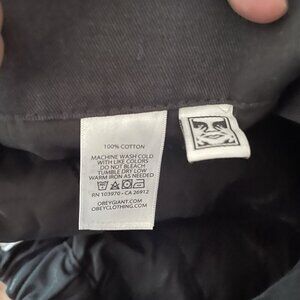 100% COTTON
MACHINE WASH COLD
WITH LIKE COLORS
DO NOT BLEACH
TUMBLE DRY LOW
WARM IRON AS NEEDED
RN 103970 - CA 26912
OBEYGIANT.COM
OBEYCLOTHING.COM